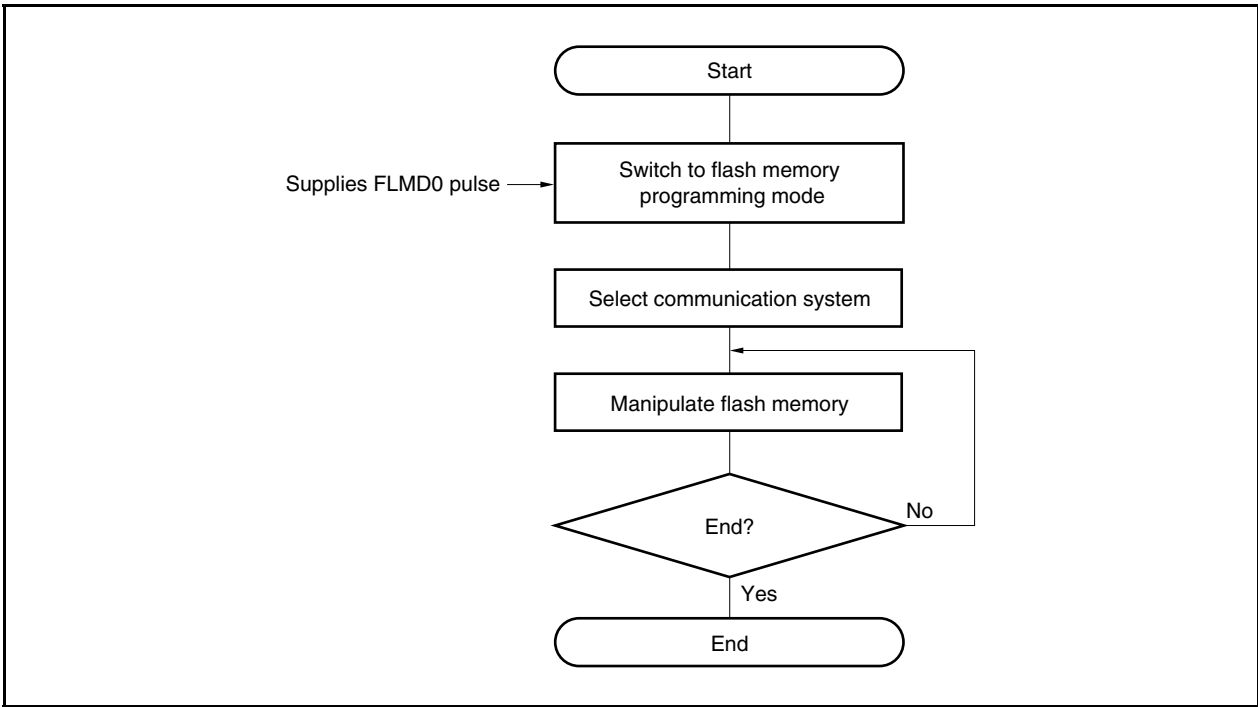 Start
Supplies FLMD0 pulse
Switch to flash memory
programming mode
Select communication system
Manipulate flash memory
End?
No
Yes
End